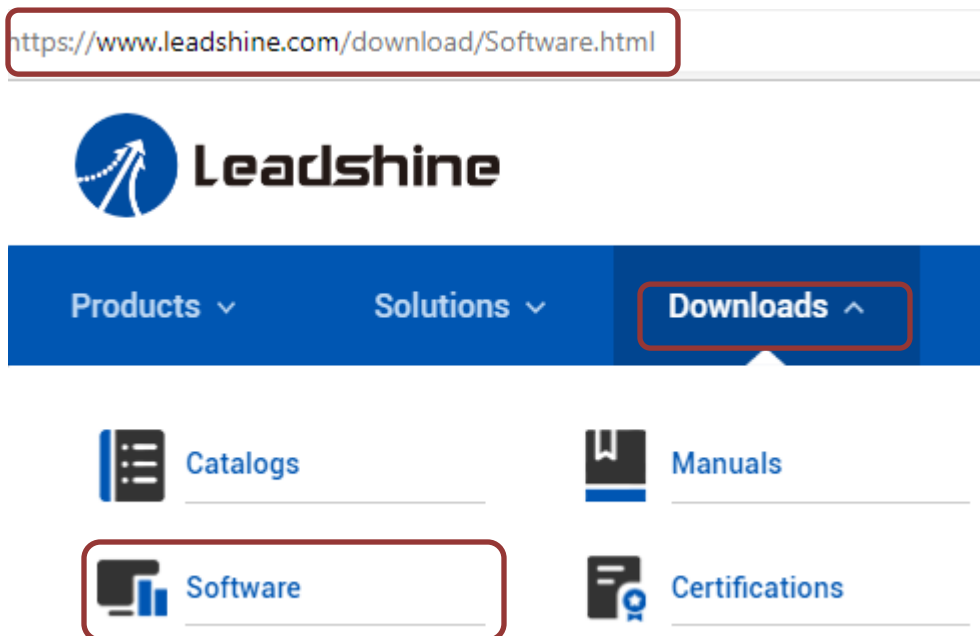 https://www.leadshine.com/download/Software.html
Leadshine
Products Solutions Downloads
Catalogs Manuals
Software Certifications